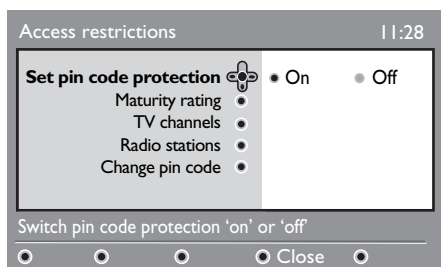 Access restrictions 11:28
Set pin code protection On Off
Maturity rating
TV channels
Radio stations
Change pin code
Switch pin code protection ‘on’ or ‘off’
Close